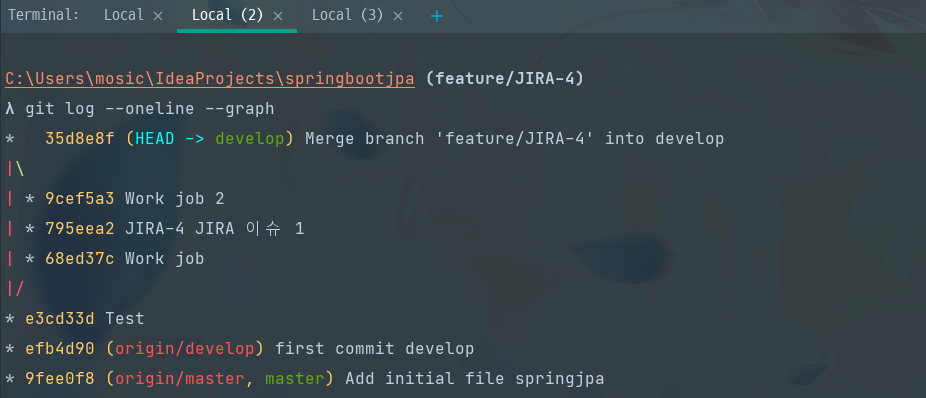 Terminal: Local × Local (2) × Local (3) × +
C:\Users\mosic\IdeaProjects\springbootjpa (feature/JIRA-4)
λ git log --oneline --graph
*   35d8e8f (HEAD -> develop) Merge branch 'feature/JIRA-4' into develop
|\
| * 9cef5a3 Work job 2
| * 795eea2 JIRA-4 JIRA 이슈 1
| * 68ed37c Work job
|/
* e3cd33d Test
* efb4d90 (origin/develop) first commit develop
* 9fee0f8 (origin/master, master) Add initial file springjpa